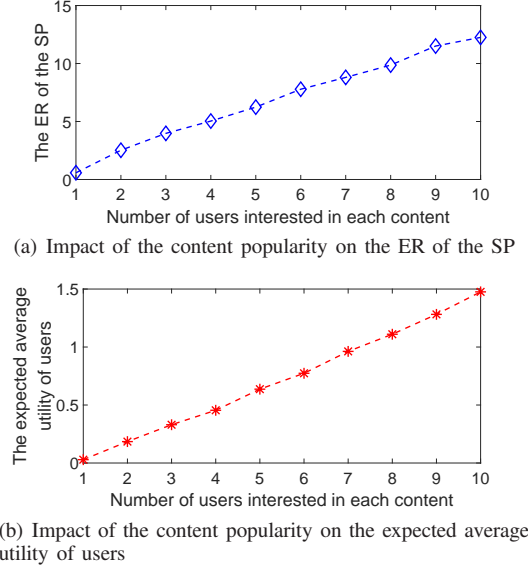 15
10
5
0
The ER of the SP
1 2 3 4 5 6 7 8 9 10
Number of users interested in each content
(a) Impact of the content popularity on the ER of the SP
1.5
1
0.5
0
The expected average
utility of users
1 2 3 4 5 6 7 8 9 10
Number of users interested in each content
(b) Impact of the content popularity on the expected average
utility of users